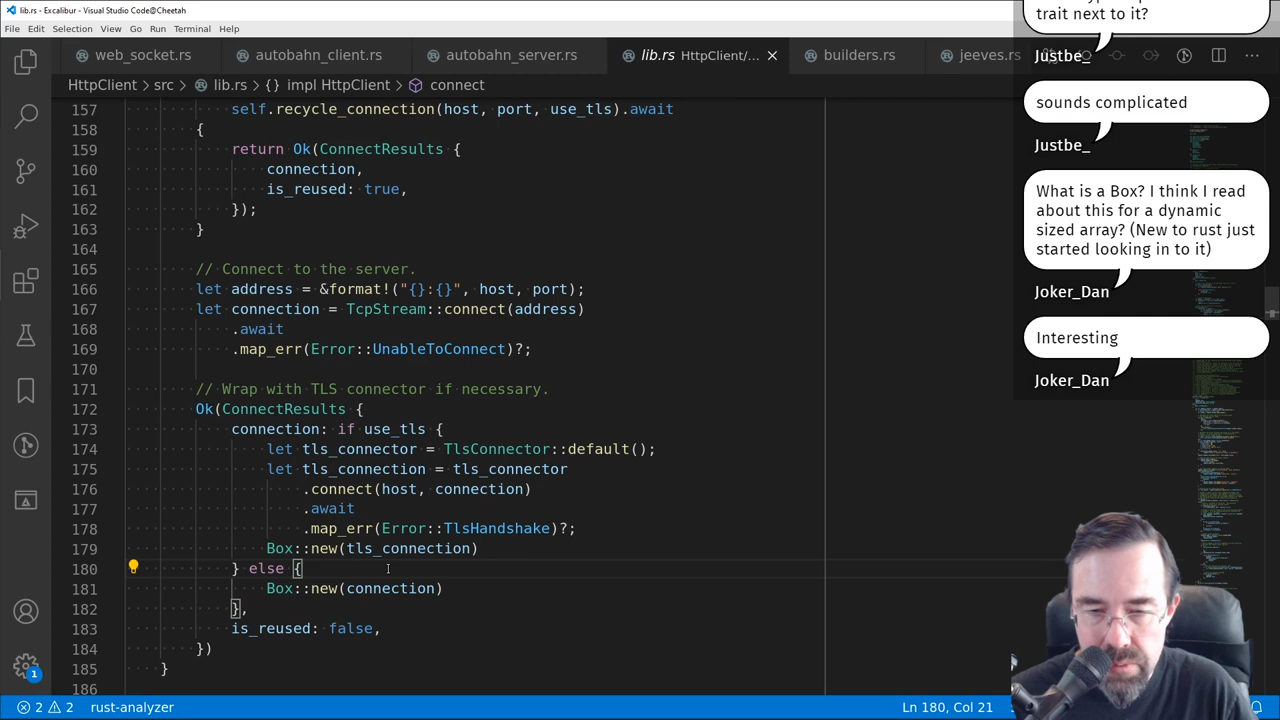 lib.rs - Excalibur - Visual Studio Code@Cheetah
File Edit Selection View Go Run Terminal Help
web_socket.rs autobahn_client.rs autobahn_server.rs lib.rs HttpClient/... builders.rs jeeves.rs
HttpClient › src › lib.rs › {} impl HttpClient › connect
157 self.recycle_connection(host, port, use_tls).await
158 {
159 return Ok(ConnectResults {
160 connection,
161 is_reused: true,
162 });
163 }
164
165 // Connect to the server.
166 let address = &format!("{}:{}", host, port);
167 let connection = TcpStream::connect(address)
168 .await
169 .map_err(Error::UnableToConnect)?;
170
171 // Wrap with TLS connector if necessary.
172 Ok(ConnectResults {
173 connection: if use_tls {
174 let tls_connector = TlsConnector::default();
175 let tls_connection = tls_connector
176 .connect(host, connection)
177 .await
178 .map_err(Error::TlsHandshake)?;
179 Box::new(tls_connection)
180 } else {
181 Box::new(connection)
182 },
183 is_reused: false,
184 })
185 }
186
trait next to it?
Justbe_
sounds complicated
Justbe_
What is a Box? I think I read
about this for a dynamic
sized array? (New to rust just
started looking in to it)
Joker_Dan
Interesting
Joker_Dan
1
2 2 rust-analyzer Ln 180, Col 21